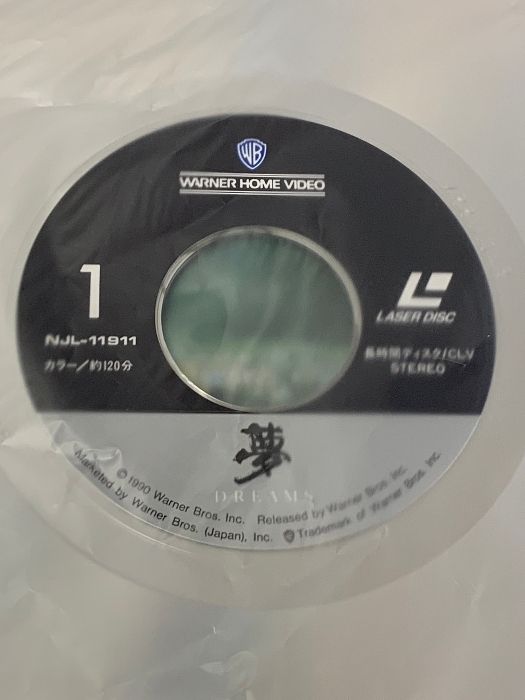 WB
WARNER HOME VIDEO
1
NJL-11911
カラー／約120分
LASER DISC
長時間ディスク/CLV
STEREO
夢
DREAMS
© 1990 Warner Bros. Inc. Released by Warner Bros. Inc.
Marketed by Warner Bros. (Japan), Inc. Trademark of Warner Bros. Inc.